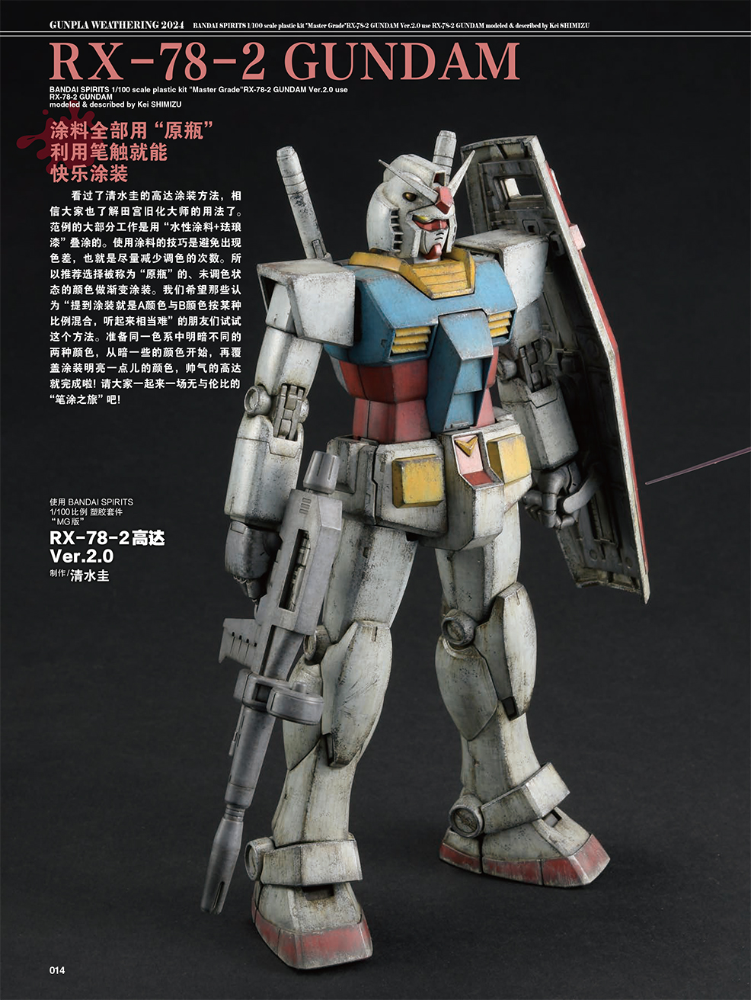 GUNPLA WEATHERING 2024 BANDAI SPIRITS 1/100 scale plastic kit "Master Grade"RX-78-2 GUNDAM Ver.2.0 use RX-78-2 GUNDAM modeled & described by Kei SHIMIZU
RX-78-2 GUNDAM
BANDAI SPIRITS 1/100 scale plastic kit "Master Grade"RX-78-2 GUNDAM Ver.2.0 use
RX-78-2 GUNDAM
modeled & described by Kei SHIMIZU
涂料全部用“原瓶”
利用笔触就能
快乐涂装
看过了清水圭的高达涂装方法，相
信大家也了解田宫旧化大师的用法了。
范例的大部分工作是用“水性涂料+珐琅
漆”叠涂的。使用涂料的技巧是避免出现
色差，也就是尽量减少调色的次数。所
以推荐选择被称为“原瓶”的、未调色状
态的颜色做渐变涂装。我们希望那些认
为“提到涂装就是A颜色与B颜色按某种
比例混合，听起来相当难”的朋友们试试
这个方法。准备同一色系中明暗不同的
两种颜色，从暗一些的颜色开始，再覆
盖涂装明亮一点儿的颜色，帅气的高达
就完成啦！请大家一起来一场无与伦比的
“笔涂之旅”吧！
使用 BANDAI SPIRITS
1/100比例 塑胶套件
“MG版”
RX-78-2高达
Ver.2.0
制作/清水圭
014